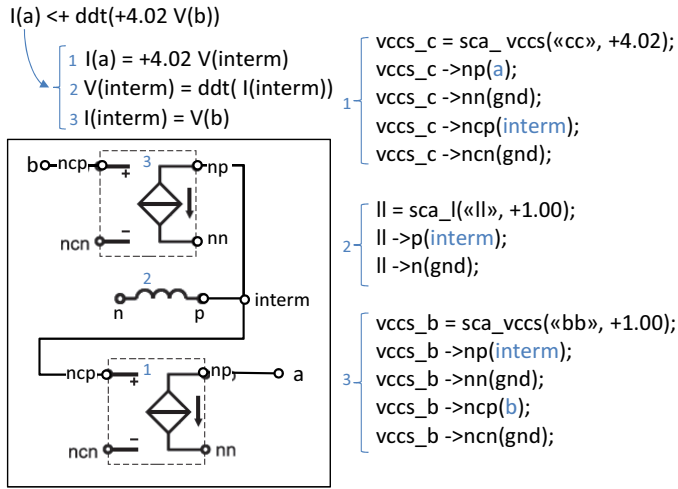 I(a) <+ ddt(+4.02 V(b))
1 I(a) = +4.02 V(interm)
2 V(interm) = ddt( I(interm))
3 I(interm) = V(b)
b ncp 3 np
+
−
ncn nn
2
n p interm
ncp 1 np, a
+
−
ncn nn
1
vccs_c = sca_ vccs(«cc», +4.02);
vccs_c ->np(a);
vccs_c ->nn(gnd);
vccs_c ->ncp(interm);
vccs_c ->ncn(gnd);
2
ll = sca_l(«ll», +1.00);
ll ->p(interm);
ll ->n(gnd);
3
vccs_b = sca_vccs(«bb», +1.00);
vccs_b ->np(interm);
vccs_b ->nn(gnd);
vccs_b ->ncp(b);
vccs_b ->ncn(gnd);